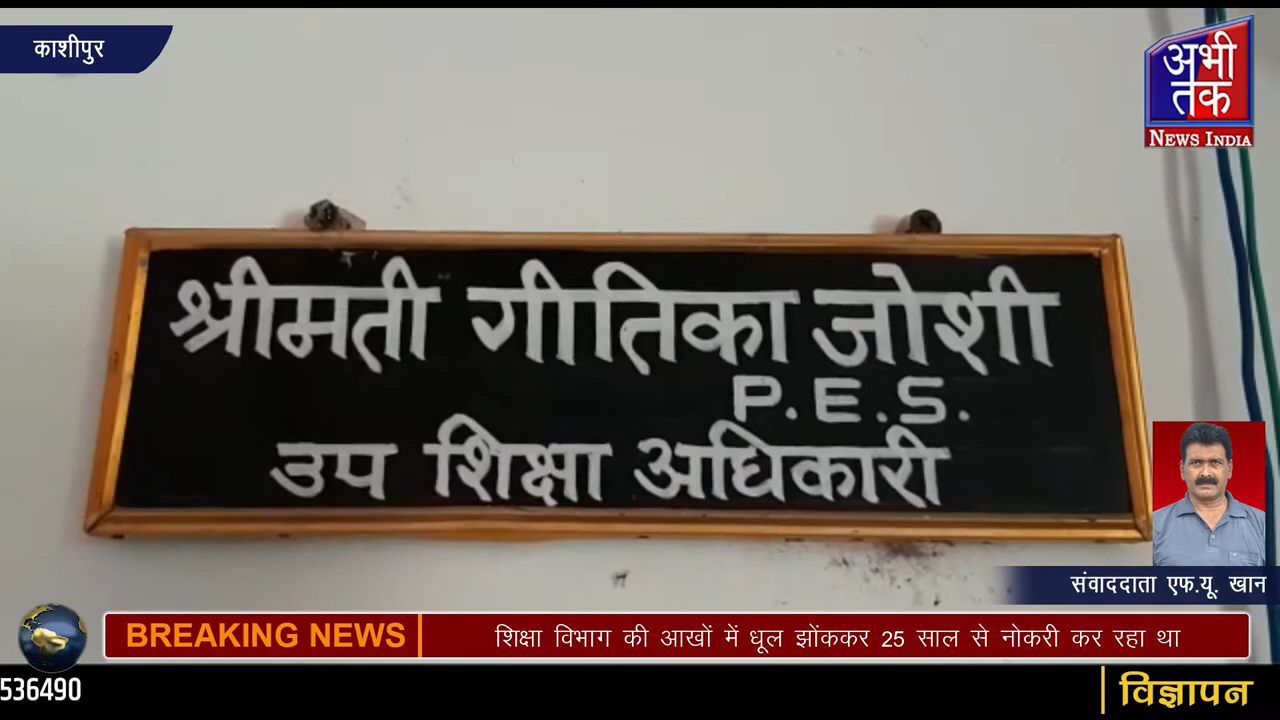 काशीपुर
अभी
तक
NEWS INDIA
श्रीमती गीतिका जोशी
P.E.S.
उप शिक्षा अधिकारी
संवाददाता एफ.यू. खान
BREAKING NEWS
शिक्षा विभाग की आखों में धूल झोंककर 25 साल से नोकरी कर रहा था
536490
विज्ञापन